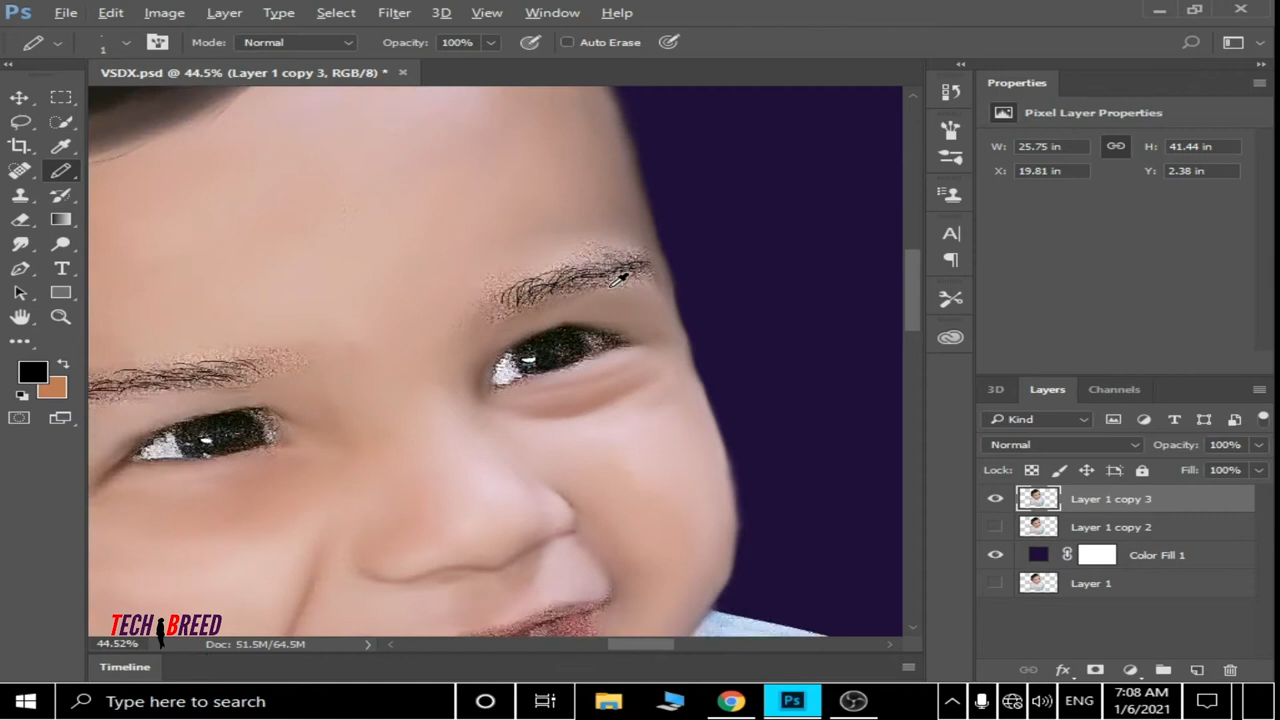 Ps File Edit Image Layer Type Select Filter 3D View Window Help
1 Mode: Normal Opacity: 100% Auto Erase
VSDX.psd @ 44.5% (Layer 1 copy 3, RGB/8) * ×
Properties
Pixel Layer Properties
W: 25.75 in H: 41.44 in
X: 19.81 in Y: 2.38 in
3D Layers Channels
Kind
Normal Opacity: 100%
Lock: Fill: 100%
Layer 1 copy 3
Layer 1 copy 2
Color Fill 1
Layer 1
TECH BREED
44.52% Doc: 51.5M/64.5M
Timeline
Type here to search
Ps
ENG
7:08 AM
1/6/2021